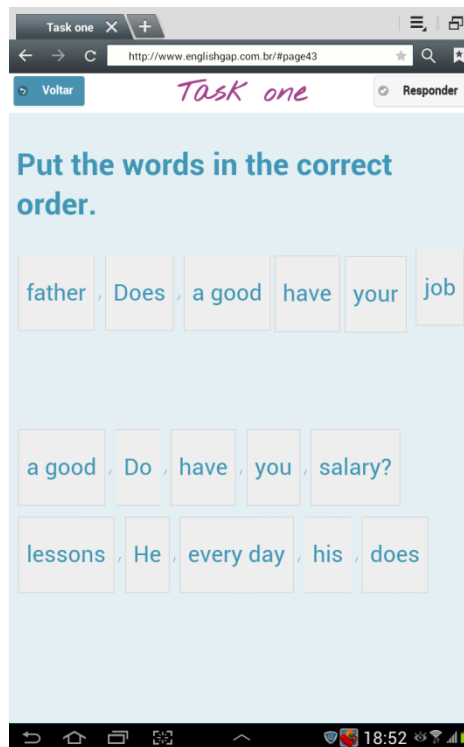 Task one
http://www.englishgap.com.br/#page43
Voltar Task one Responder
Put the words in the correct
order.
father , Does , a good have your job
a good , Do , have , you , salary?
lessons , He , every day , his , does
18:52